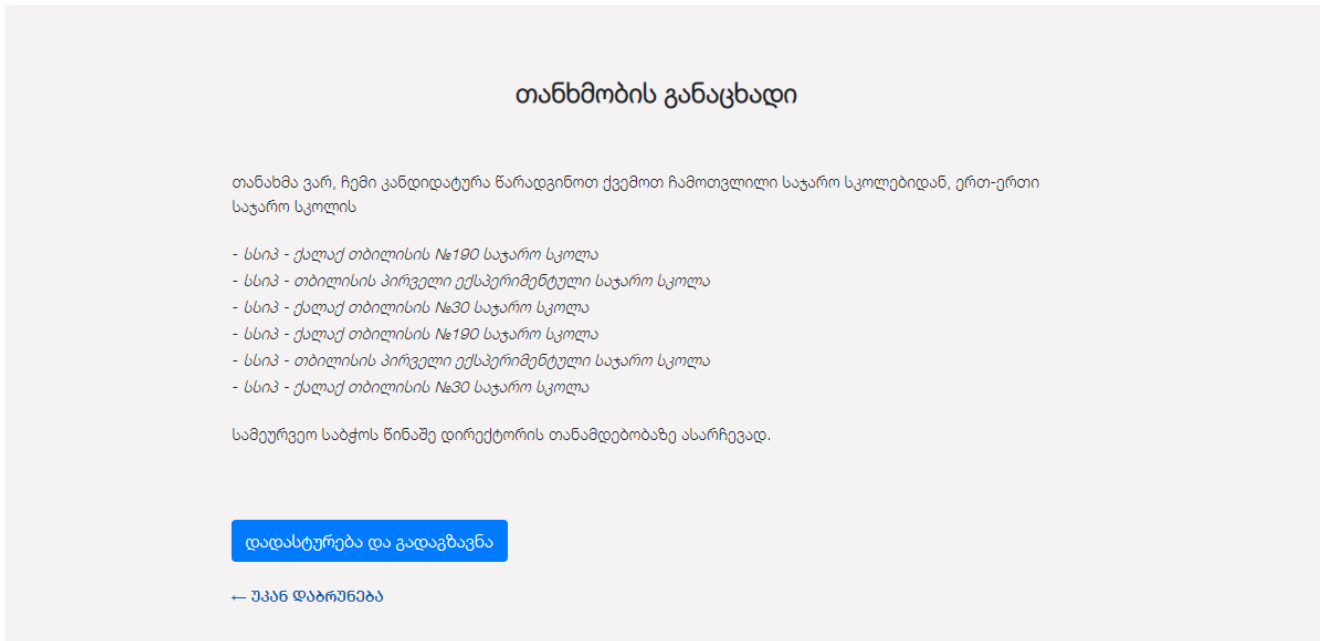 თანხმობის განაცხადი
თანახმა ვარ, ჩემი კანდიდატურა წარადგინოთ ქვემოთ ჩამოთვლილი საჯარო სკოლებიდან, ერთ-ერთი
საჯარო სკოლის
- სსიპ - ქალაქ თბილისის №190 საჯარო სკოლა
- სსიპ - თბილისის პირველი ექსპერიმენტული საჯარო სკოლა
- სსიპ - ქალაქ თბილისის №30 საჯარო სკოლა
- სსიპ - ქალაქ თბილისის №190 საჯარო სკოლა
- სსიპ - თბილისის პირველი ექსპერიმენტული საჯარო სკოლა
- სსიპ - ქალაქ თბილისის №30 საჯარო სკოლა
სამეურვეო საბჭოს წინაშე დირექტორის თანამდებობაზე ასარჩევად.
დადასტურება და გადაგზავნა
← უკან დაბრუნება